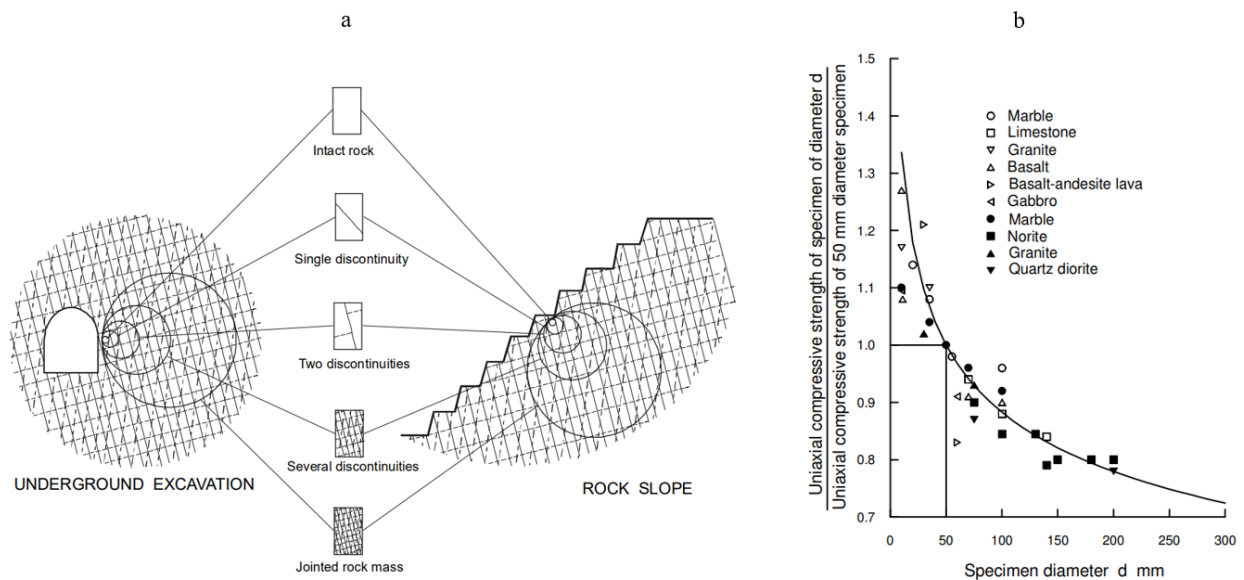 a
Intact rock
Single discontinuity
Two discontinuities
Several discontinuities
Jointed rock mass
UNDERGROUND EXCAVATION
ROCK SLOPE
b
Uniaxial compressive strength of specimen of diameter d
Uniaxial compressive strength of 50 mm diameter specimen
1.5
1.4
1.3
1.2
1.1
1.0
0.9
0.8
0.7
Marble
Limestone
Granite
Basalt
Basalt-andesite lava
Gabbro
Marble
Norite
Granite
Quartz diorite
0 50 100 150 200 250 300
Specimen diameter d mm